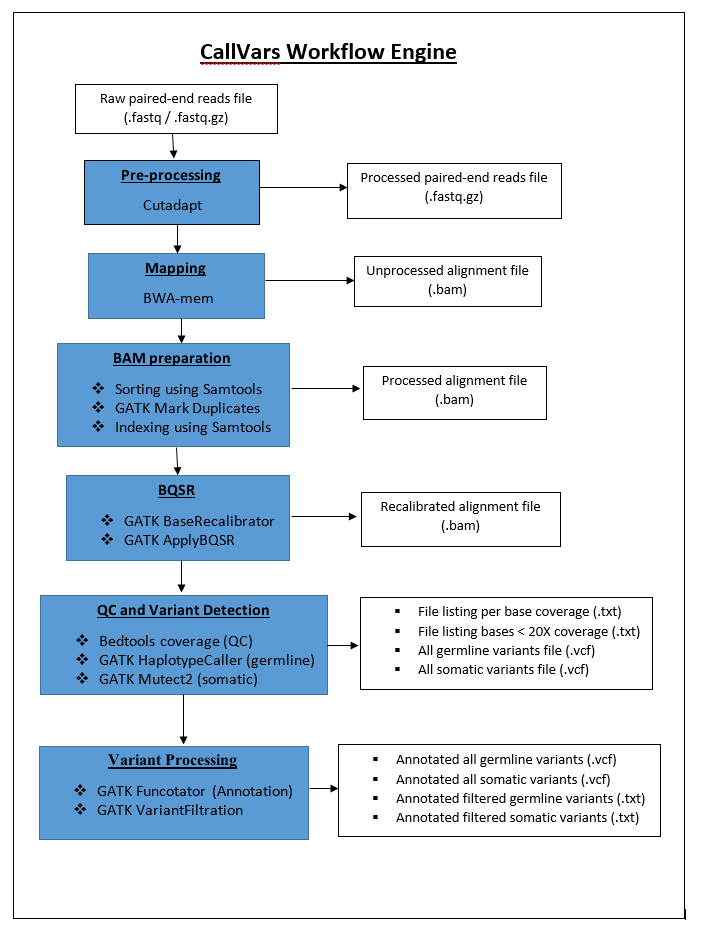 CallVars Workflow Engine
Raw paired-end reads file
(.fastq / .fastq.gz)
Pre-processing
Cutadapt
Processed paired-end reads file
(.fastq.gz)
Mapping
BWA-mem
Unprocessed alignment file
(.bam)
BAM preparation
❖ Sorting using Samtools
❖ GATK Mark Duplicates
❖ Indexing using Samtools
Processed alignment file
(.bam)
BQSR
❖ GATK BaseRecalibrator
❖ GATK ApplyBQSR
Recalibrated alignment file
(.bam)
QC and Variant Detection
❖ Bedtools coverage (QC)
❖ GATK HaplotypeCaller (germline)
❖ GATK Mutect2 (somatic)
▪ File listing per base coverage (.txt)
▪ File listing bases < 20X coverage (.txt)
▪ All germline variants file (.vcf)
▪ All somatic variants file (.vcf)
Variant Processing
❖ GATK Funcotator (Annotation)
❖ GATK VariantFiltration
▪ Annotated all germline variants (.vcf)
▪ Annotated all somatic variants (.vcf)
▪ Annotated filtered germline variants (.txt)
▪ Annotated filtered somatic variants (.txt)